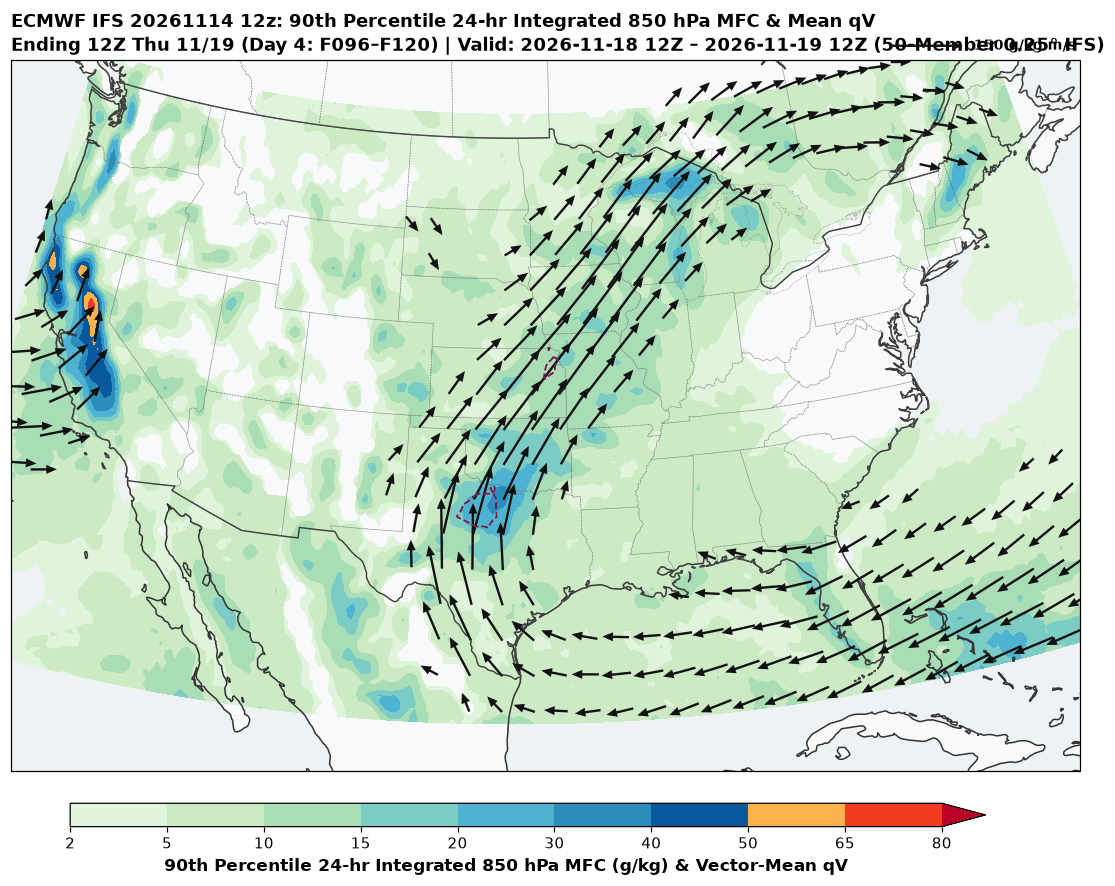 ECMWF IFS 20261114 12z: 90th Percentile 24-hr Integrated 850 hPa MFC & Mean qV
Ending 12Z Thu 11/19 (Day 4: F096–F120) | Valid: 2026-11-18 12Z – 2026-11-19 12Z (50-Member 0.25° IFS)
2 5 10 15 20 30 40 50 65 80
90th Percentile 24-hr Integrated 850 hPa MFC (g/kg) & Vector-Mean qV